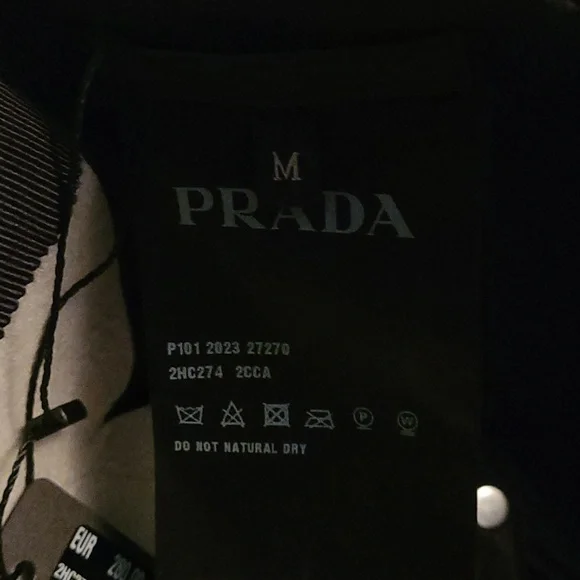 M
PRADA
P101 2023 27270
2HC274 2CCA
P W
DO NOT NATURAL DRY
EUR